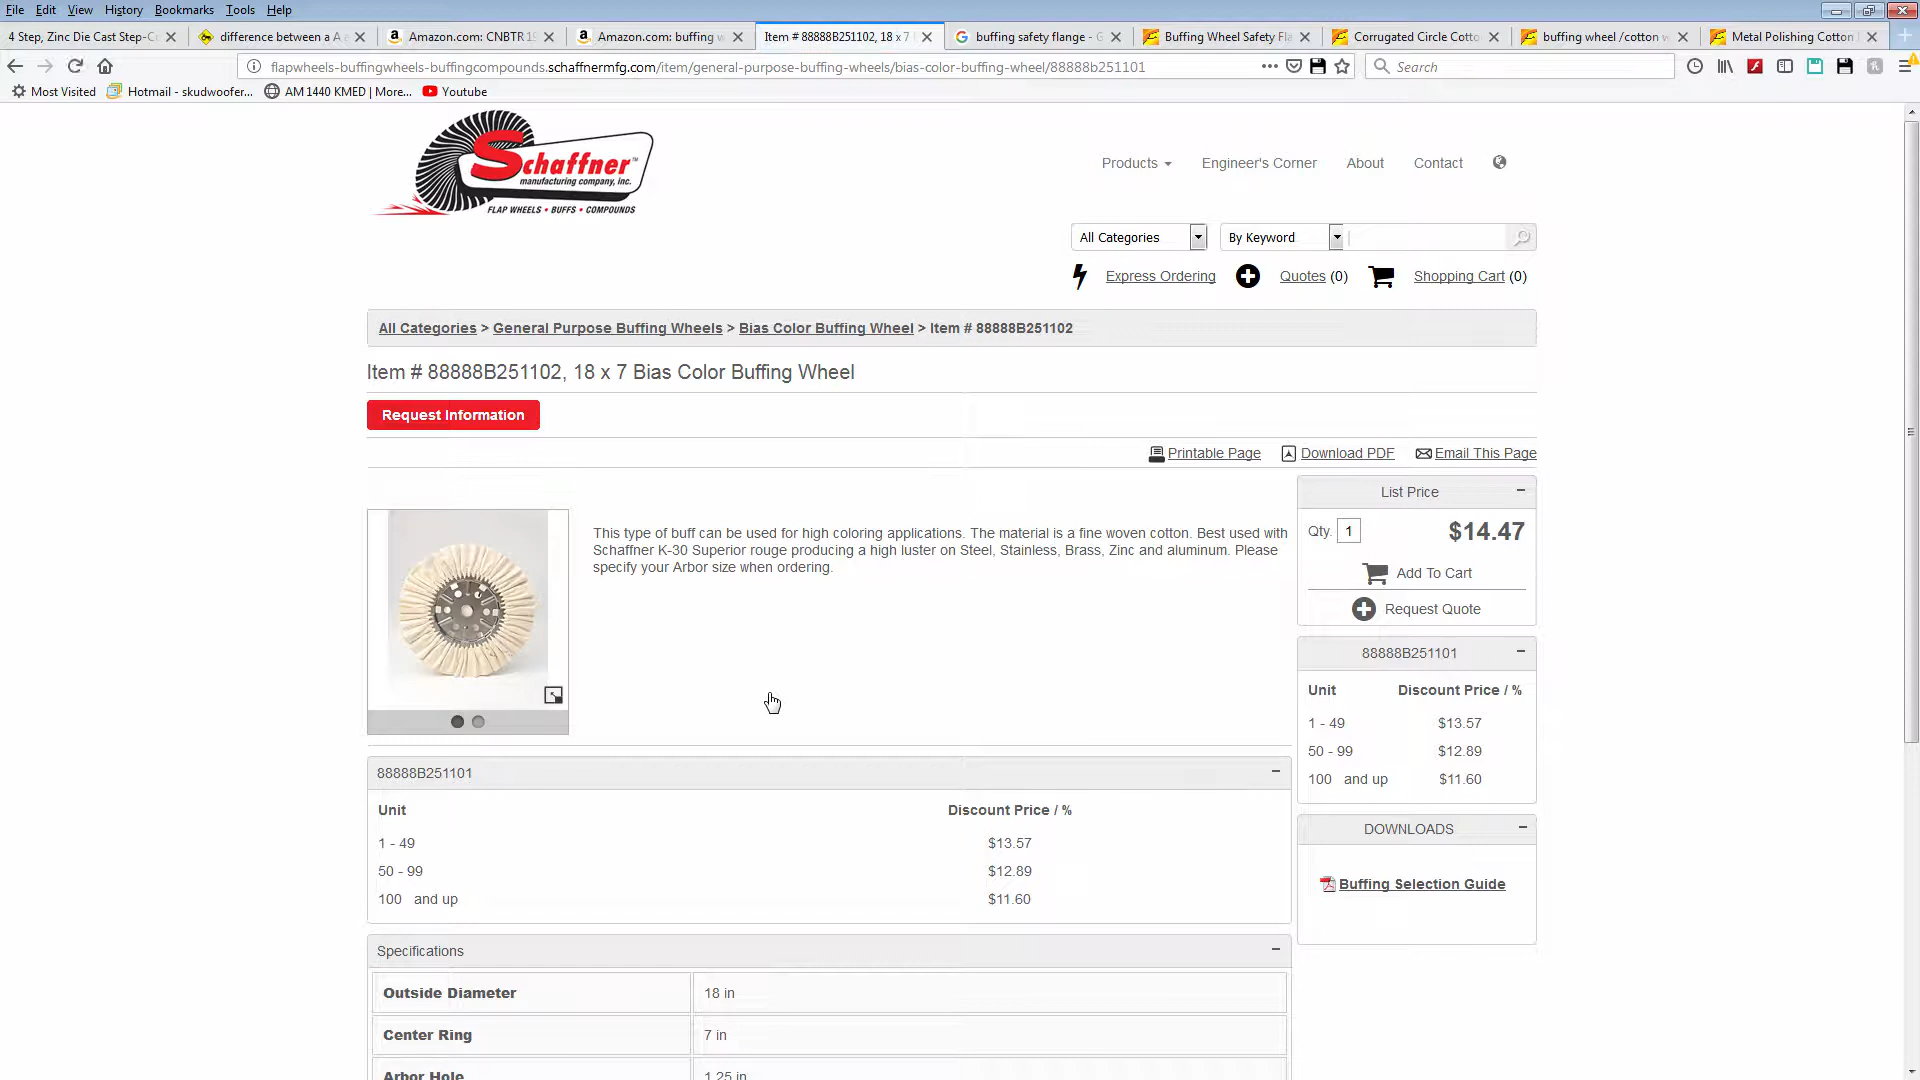 File Edit View History Bookmarks Tools Help
4 Step, Zinc Die Cast Step-C
difference between a A
Amazon.com: CNBTR 19
Amazon.com: buffing w
Item # 88888B251102, 18 x 7
buffing safety flange - G
Buffing Wheel Safety Fla
Corrugated Circle Cotto
buffing wheel /cotton w
Metal Polishing Cotton
flapwheels-buffingwheels-buffingcompounds.schaffnermfg.com/item/general-purpose-buffing-wheels/bias-color-buffing-wheel/88888b251101
Search
Most Visited Hotmail - skudwoofer... AM 1440 KMED | More... YouTube
Schaffner™
manufacturing company, inc.
FLAP WHEELS • BUFFS • COMPOUNDS
Products Engineer's Corner About Contact
All Categories By Keyword
Express Ordering Quotes (0) Shopping Cart (0)
All Categories > General Purpose Buffing Wheels > Bias Color Buffing Wheel > Item # 88888B251102
Item # 88888B251102, 18 x 7 Bias Color Buffing Wheel
Request Information
Printable Page Download PDF Email This Page
This type of buff can be used for high coloring applications. The material is a fine woven cotton. Best used with
Schaffner K-30 Superior rouge producing a high luster on Steel, Stainless, Brass, Zinc and aluminum. Please
specify your Arbor size when ordering.
List Price
Qty. 1 $14.47
Add To Cart
Request Quote
88888B251101
Unit Discount Price / %
1 - 49 $13.57
50 - 99 $12.89
100 and up $11.60
DOWNLOADS
Buffing Selection Guide
88888B251101
Unit Discount Price / %
1 - 49 $13.57
50 - 99 $12.89
100 and up $11.60
Specifications
Outside Diameter 18 in
Center Ring 7 in
Arbor Hole 1.25 in